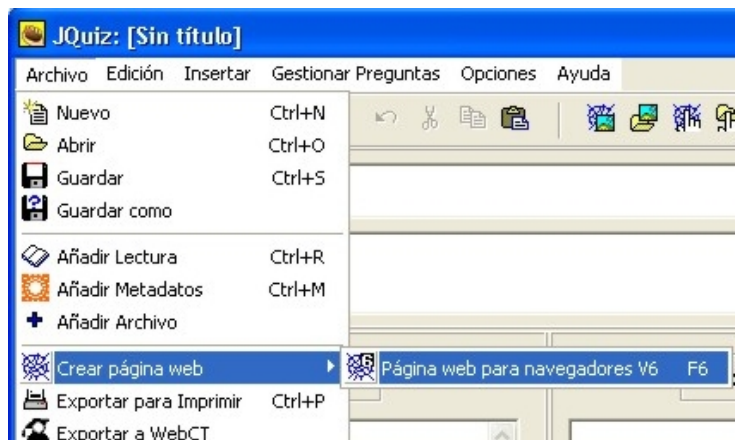 JQuiz: [Sin título]
Archivo Edición Insertar Gestionar Preguntas Opciones Ayuda
Nuevo Ctrl+N
Abrir Ctrl+O
Guardar Ctrl+S
Guardar como
Añadir Lectura Ctrl+R
Añadir Metadatos Ctrl+M
Añadir Archivo
Crear página web
Página web para navegadores V6 F6
Exportar para Imprimir Ctrl+P
Exportar a WebCT